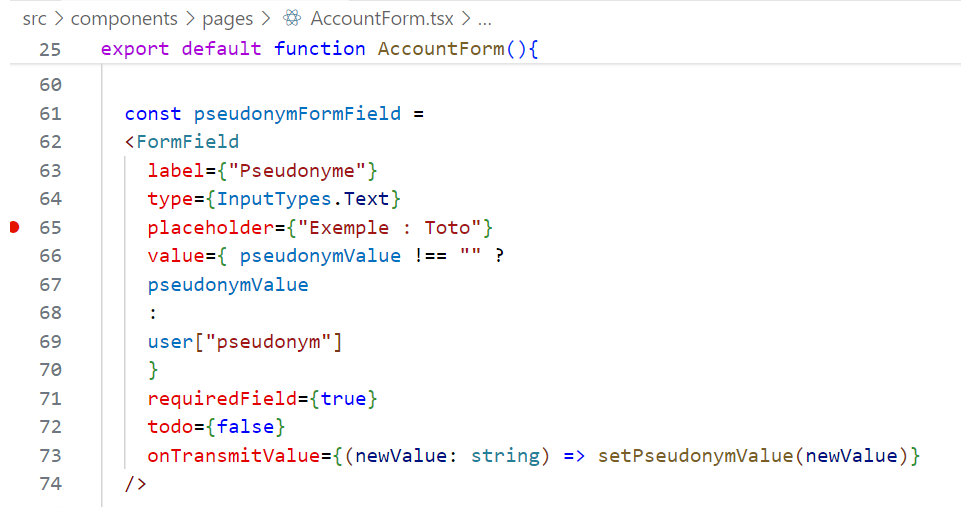 src > components > pages > AccountForm.tsx > ...
25 export default function AccountForm(){
60
61 const pseudonymFormField =
62 <FormField
63 label={"Pseudonyme"}
64 type={InputTypes.Text}
65 placeholder={"Exemple : Toto"}
66 value={ pseudonymValue !== "" ?
67 pseudonymValue
68 :
69 user["pseudonym"]
70 }
71 requiredField={true}
72 todo={false}
73 onTransmitValue={(newValue: string) => setPseudonymValue(newValue)}
74 />